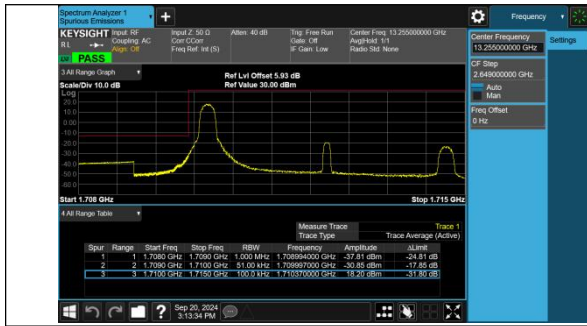 Spectrum Analyzer 1
Spurious Emissions
Frequency
KEYSIGHT Input: RF Input Z: 50 Ω Atten: 40 dB Trig: Free Run Center Freq: 13.255000000 GHz
RL Coupling: AC Corr CCorr Gate: Off Avg|Hold: 1/1
Align: Off Freq Ref: Int (S) IF Gain: Low Radio Std: None
PASS
Center Frequency
13.255000000 GHz
Settings
CF Step
2.649000000 GHz
Auto
Man
Freq Offset
0 Hz
3 All Range Graph
Ref Lvl Offset 5.93 dB
Scale/Div 10.0 dB Ref Value 30.00 dBm
Log
20.0
10.0
0.00
-10.0
-20.0
-30.0
-40.0
-50.0
-60.0
Start 1.708 GHz Stop 1.715 GHz
4 All Range Table
Measure Trace Trace 1
Trace Type Trace Average (Active)
Spur Range Start Freq Stop Freq RBW Frequency Amplitude ΔLimit
1 1 1.7080 GHz 1.7090 GHz 1.000 MHz 1.708994000 GHz -37.81 dBm -24.81 dB
2 2 1.7090 GHz 1.7100 GHz 51.00 kHz 1.709997000 GHz -30.85 dBm -17.85 dB
3 3 1.7100 GHz 1.7150 GHz 100.0 kHz 1.710370000 GHz 18.20 dBm -31.80 dB
Sep 20, 2024
3:13:34 PM